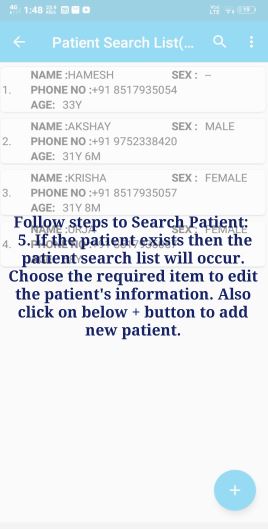 1:48
Patient Search List(...
NAME :HAMESH SEX : –
1. PHONE NO :+91 8517935054
AGE: 33Y
NAME :AKSHAY SEX : MALE
2. PHONE NO :+91 9752338420
AGE: 31Y 6M
NAME :KRISHA SEX : FEMALE
3. PHONE NO :+91 8517935057
AGE: 31Y 8M
Follow steps to Search Patient:
NAME :URJA SEX : FEMALE
5. If the patient exists then the
4. PHONE NO
patient search list will occur.
Choose the required item to edit
the patient's information. Also
click on below + button to add
new patient.
+